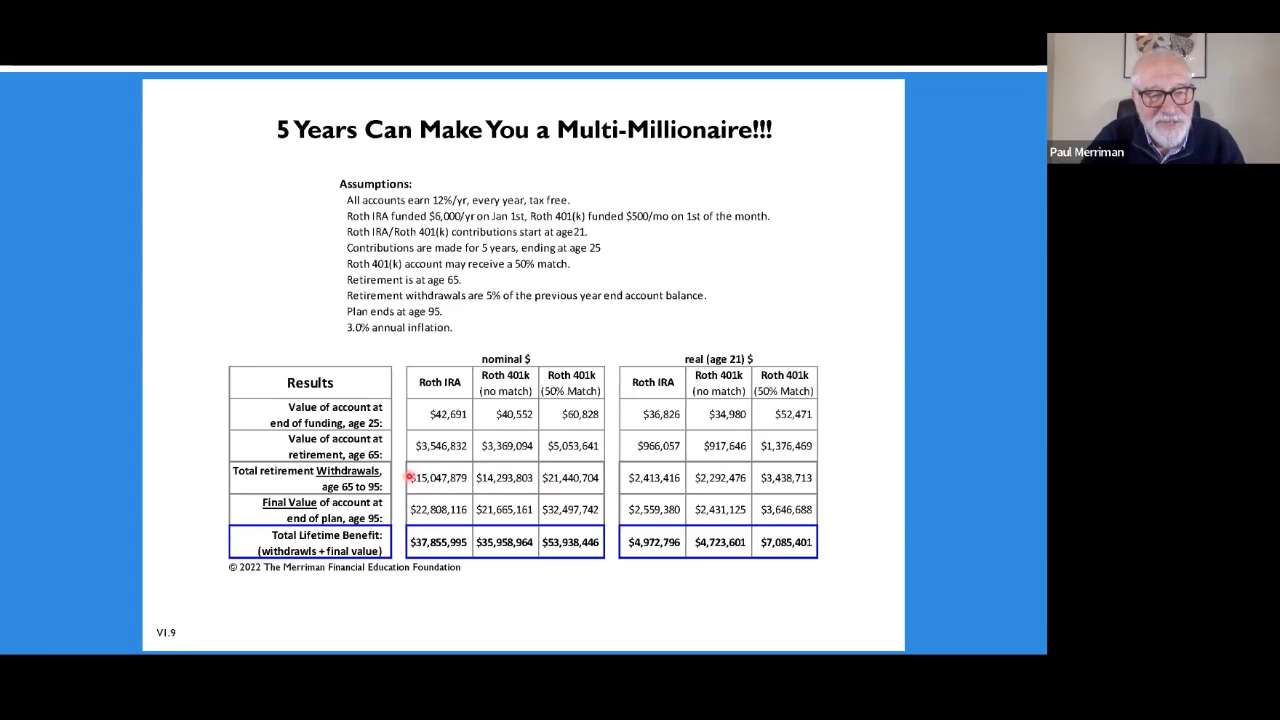 5 Years Can Make You a Multi-Millionaire!!!
Assumptions:
All accounts earn 12%/yr, every year, tax free.
Roth IRA funded $6,000/yr on Jan 1st, Roth 401(k) funded $500/mo on 1st of the month.
Roth IRA/Roth 401(k) contributions start at age21.
Contributions are made for 5 years, ending at age 25
Roth 401(k) account may receive a 50% match.
Retirement is at age 65.
Retirement withdrawals are 5% of the previous year end account balance.
Plan ends at age 95.
3.0% annual inflation.
nominal $ real (age 21) $
Results Roth IRA Roth 401k (no match) Roth 401k (50% Match) Roth IRA Roth 401k (no match) Roth 401k (50% Match)
Value of account at end of funding, age 25: $42,691 $40,552 $60,828 $36,826 $34,980 $52,471
Value of account at retirement, age 65: $3,546,832 $3,369,094 $5,053,641 $966,057 $917,646 $1,376,469
Total retirement Withdrawals, age 65 to 95: $15,047,879 $14,293,803 $21,440,704 $2,413,416 $2,292,476 $3,438,713
Final Value of account at end of plan, age 95: $22,808,116 $21,665,161 $32,497,742 $2,559,380 $2,431,125 $3,646,688
Total Lifetime Benefit: (withdrawls + final value) $37,855,995 $35,958,964 $53,938,446 $4,972,796 $4,723,601 $7,085,401
© 2022 The Merriman Financial Education Foundation
V1.9
Paul Merriman